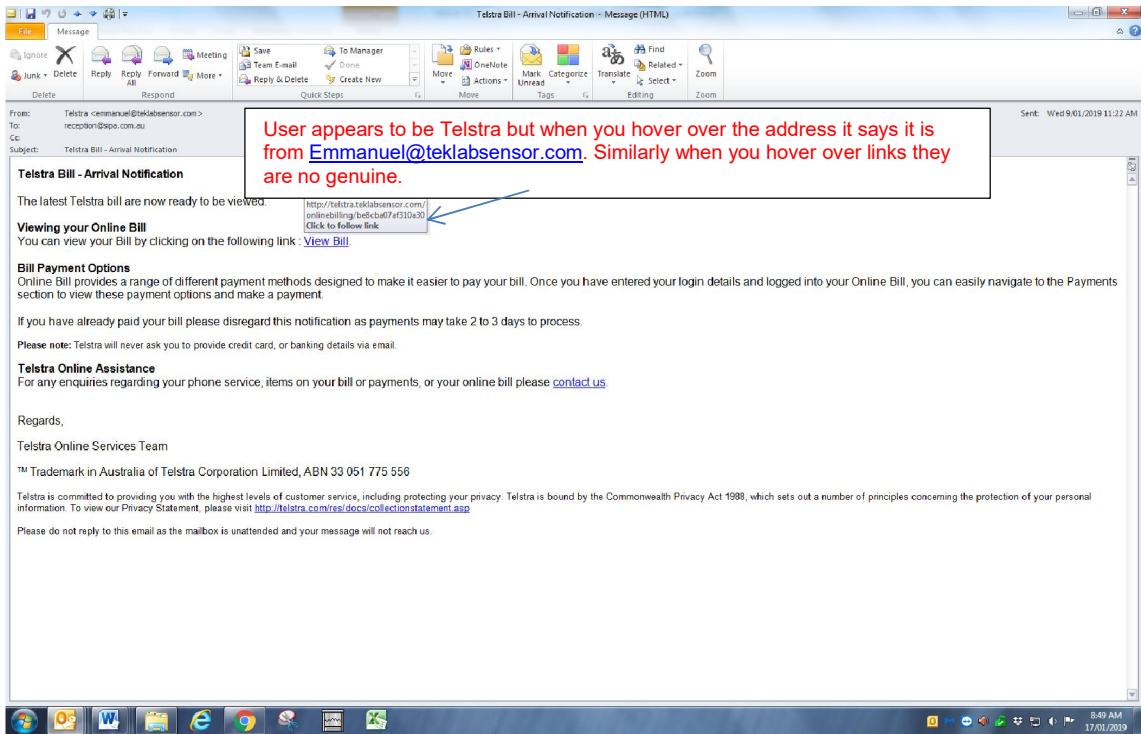 Telstra Bill - Arrival Notification - Message (HTML)
File Message
Ignore
Junk Delete
Reply Reply All Forward
Meeting
More
Save To Manager
Team E-mail Done
Reply & Delete Create New
Move
Rules
OneNote
Actions
Mark Unread
Categorize
Translate
Find
Related
Select
Zoom
Delete Respond Quick Steps Move Tags Editing Zoom
From: Telstra <emmanuel@teklabsensor.com>
Sent: Wed 9/01/2019 11:22 AM
To: reception@sipa.com.au
Cc:
Subject: Telstra Bill - Arrival Notification
User appears to be Telstra but when you hover over the address it says it is
from Emmanuel@teklabsensor.com. Similarly when you hover over links they
are no genuine.
Telstra Bill - Arrival Notification
The latest Telstra bill are now ready to be viewed.
http://telstra.teklabsensor.com/
onlinebilling/be8cba07af310a30
Click to follow link
Viewing your Online Bill
You can view your Bill by clicking on the following link : View Bill.
Bill Payment Options
Online Bill provides a range of different payment methods designed to make it easier to pay your bill. Once you have entered your login details and logged into your Online Bill, you can easily navigate to the Payments
section to view these payment options and make a payment.
If you have already paid your bill please disregard this notification as payments may take 2 to 3 days to process.
Please note: Telstra will never ask you to provide credit card, or banking details via email.
Telstra Online Assistance
For any enquiries regarding your phone service, items on your bill or payments, or your online bill please contact us.
Regards,
Telstra Online Services Team
™ Trademark in Australia of Telstra Corporation Limited, ABN 33 051 775 556
Telstra is committed to providing you with the highest levels of customer service, including protecting your privacy. Telstra is bound by the Commonwealth Privacy Act 1988, which sets out a number of principles concerning the protection of your personal
information. To view our Privacy Statement, please visit http://telstra.com/res/docs/collectionstatement.asp
Please do not reply to this email as the mailbox is unattended and your message will not reach us.
8:49 AM
17/01/2019